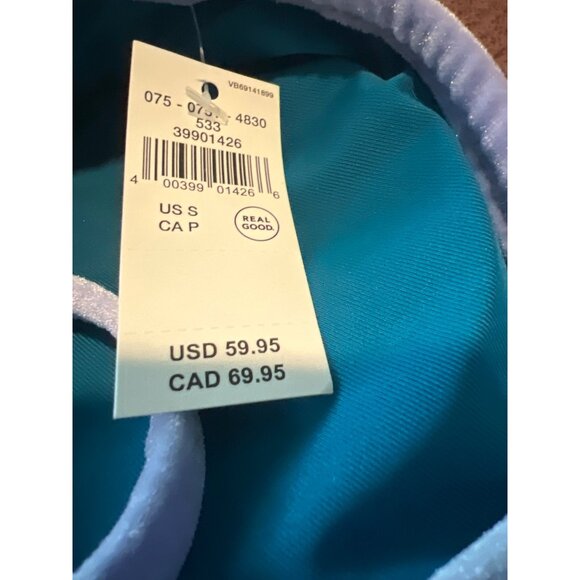 VB69141899
075 - - 4830
533
39901426
4 00399 01426 6
US S
CA P
REAL
GOOD.
USD 59.95
CAD 69.95